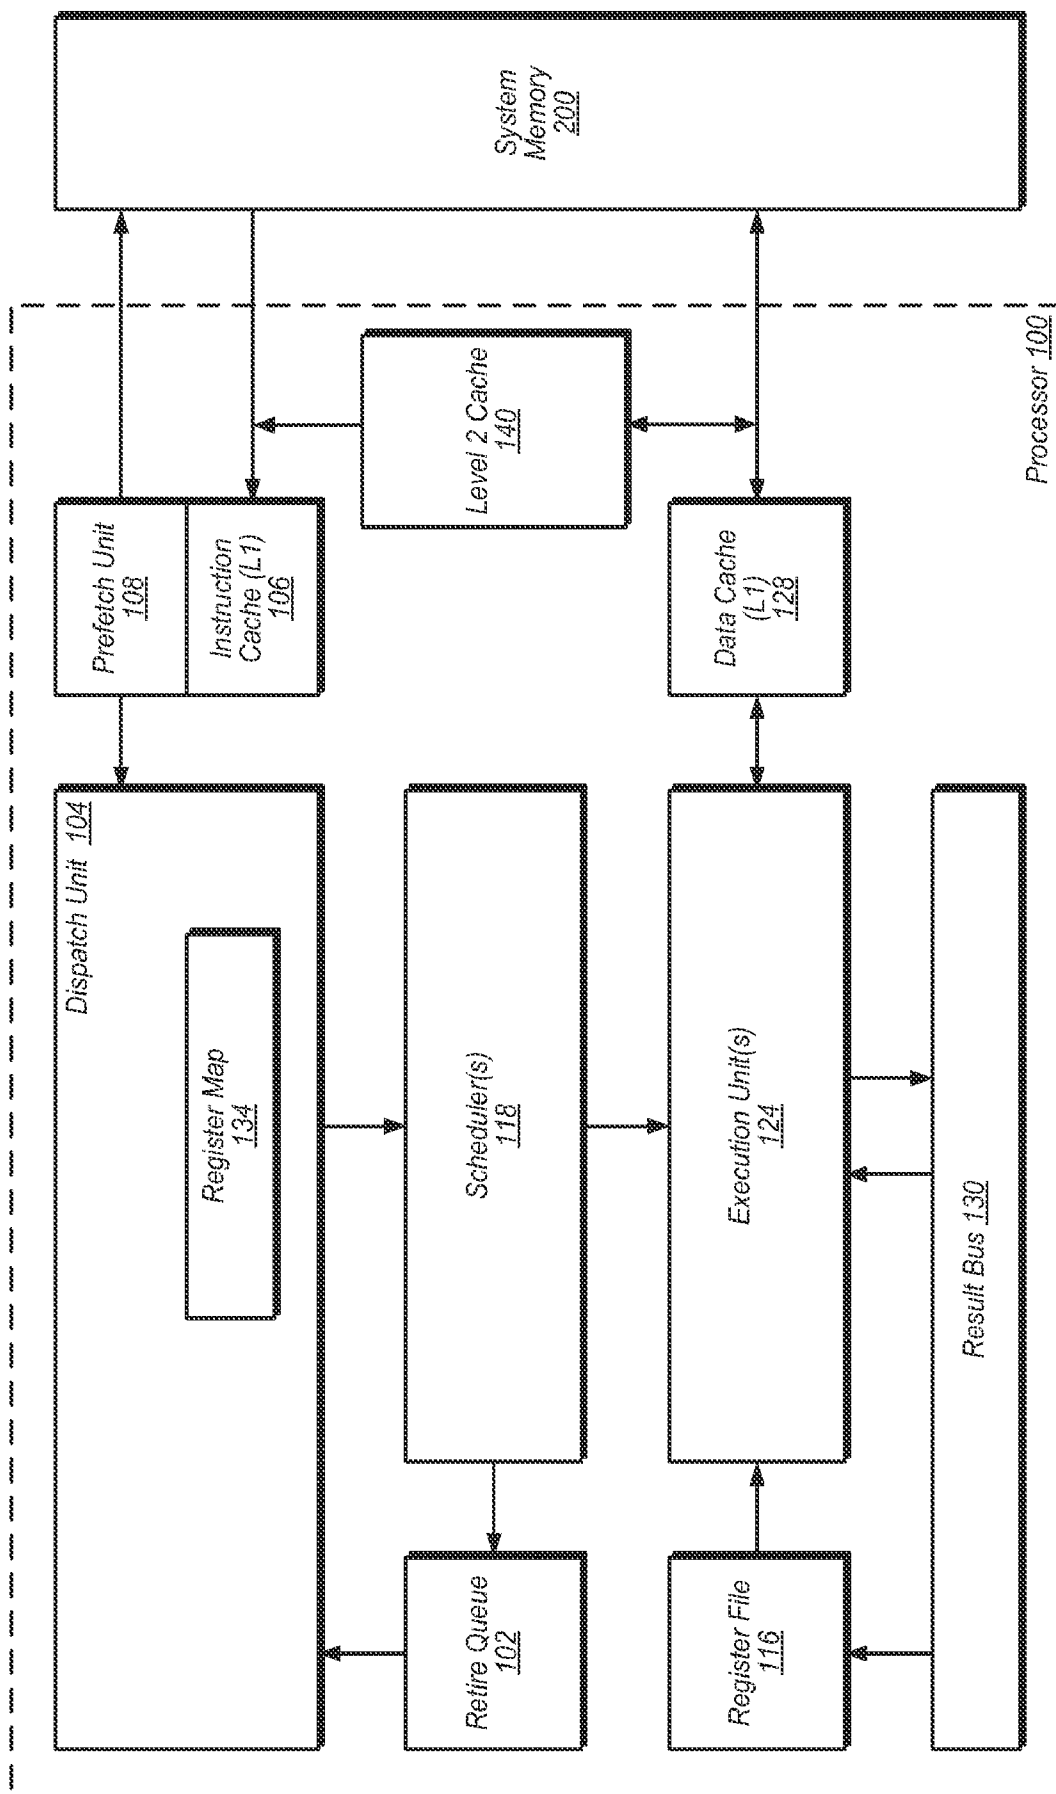 Dispatch Unit 104
Prefetch Unit
108
Register Map
134
Instruction
Cache (L1)
106
Retire Queue
102
Scheduler(s)
118
Level 2 Cache
140
System
Memory
200
Register File
116
Execution Unit(s)
124
Data Cache
(L1)
128
Result Bus 130
Processor 100